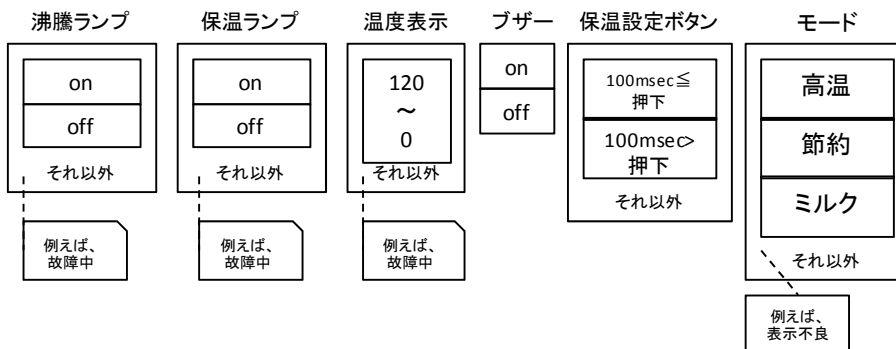 沸騰ランプ
on
off
それ以外
例えば、
故障中
保温ランプ
on
off
それ以外
例えば、
故障中
温度表示
120
～
0
それ以外
例えば、
故障中
ブザー
on
off
保温設定ボタン
100msec≦
押下
100msec>
押下
それ以外
モード
高温
節約
ミルク
それ以外
例えば、
表示不良